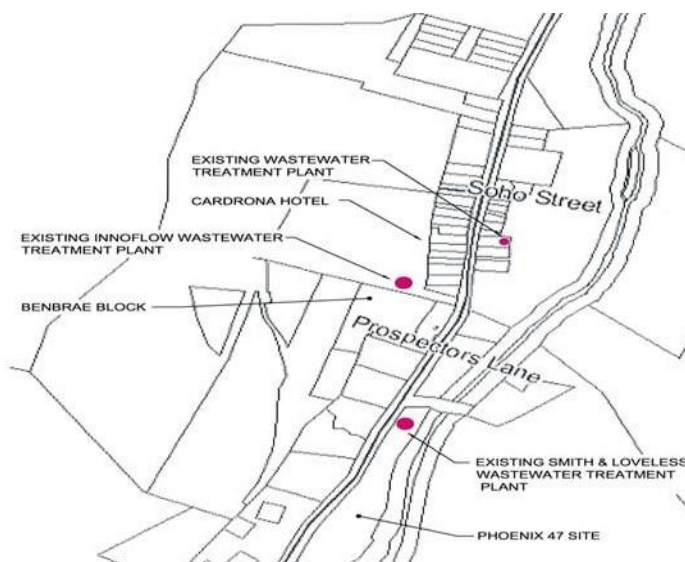 EXISTING WASTEWATER
TREATMENT PLANT
Soho Street
CARDRONA HOTEL
EXISTING INNOFLOW WASTEWATER
TREATMENT PLANT
BENBRAE BLOCK
Prospectors Lane
EXISTING SMITH & LOVELESS
WASTEWATER TREATMENT
PLANT
PHOENIX 47 SITE